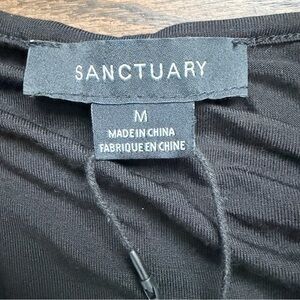 SANCTUARY
M
MADE IN CHINA
FABRIQUE EN CHINE